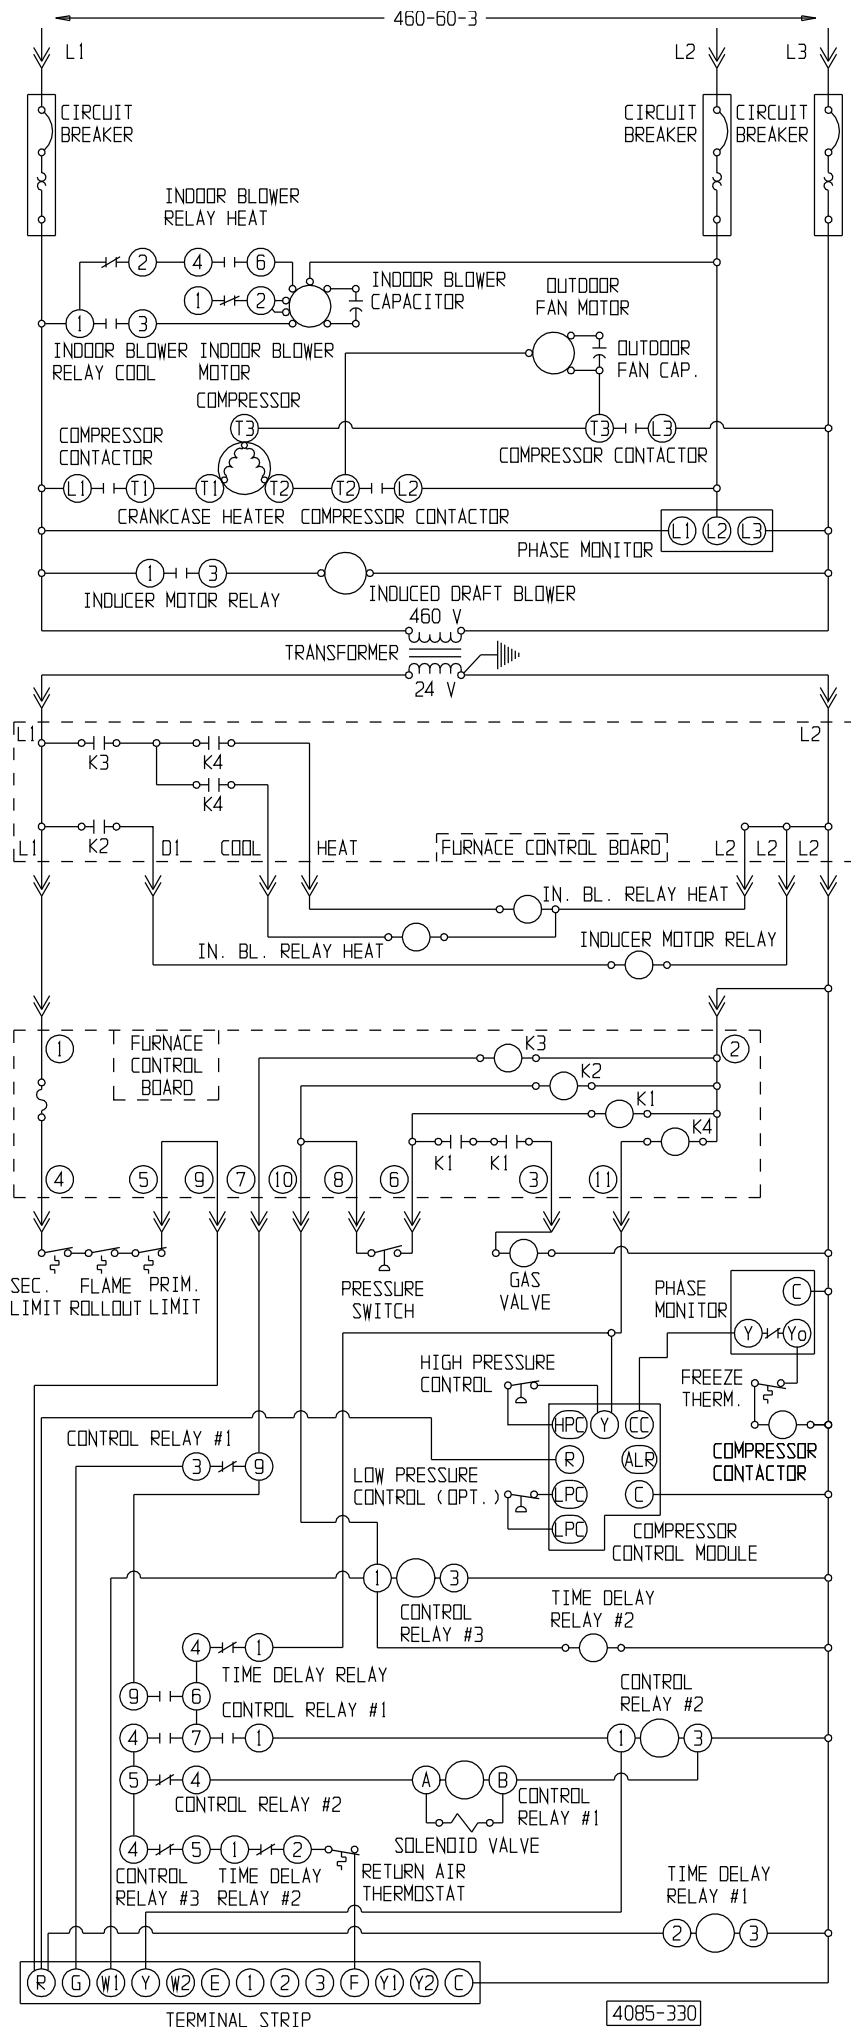 460-60-3
L1
L2
L3
CIRCUIT
BREAKER
CIRCUIT
BREAKER
CIRCUIT
BREAKER
INDOOR BLOWER
RELAY HEAT
2
4
6
1
2
INDOOR BLOWER
CAPACITOR
OUTDOOR
FAN MOTOR
1
3
INDOOR BLOWER
RELAY COOL
INDOOR BLOWER
MOTOR
OUTDOOR
FAN CAP.
COMPRESSOR
T3
T3
L3
COMPRESSOR
CONTACTOR
COMPRESSOR CONTACTOR
L1
T1
T1
T2
T2
L2
CRANKCASE HEATER
COMPRESSOR CONTACTOR
L1
L2
L3
PHASE MONITOR
1
3
INDUCER MOTOR RELAY
INDUCED DRAFT BLOWER
460 V
TRANSFORMER
24 V
L1
L2
K3
K4
K4
K2
L1
D1
COOL
HEAT
FURNACE CONTROL BOARD
L2
L2
L2
IN. BL. RELAY HEAT
IN. BL. RELAY HEAT
INDUCER MOTOR RELAY
1
FURNACE
CONTROL
BOARD
2
K3
K2
K1
K4
K1
K1
4
5
9
7
10
8
6
3
11
SEC.
LIMIT
FLAME
ROLLOUT
PRIM.
LIMIT
PRESSURE
SWITCH
GAS
VALVE
PHASE
MONITOR
C
Y
Yo
HIGH PRESSURE
CONTROL
FREEZE
THERM.
HPC
Y
CC
COMPRESSOR
CONTACTOR
CONTROL RELAY #1
3
9
R
ALR
LOW PRESSURE
CONTROL (OPT.)
LPC
C
LPC
COMPRESSOR
CONTROL MODULE
1
3
CONTROL
RELAY #3
TIME DELAY
RELAY #2
4
1
TIME DELAY RELAY
9
6
CONTROL RELAY #1
CONTROL
RELAY #2
4
7
1
1
3
5
4
A
B
CONTROL RELAY #2
CONTROL
RELAY #1
SOLENOID VALVE
4
5
1
2
CONTROL
RELAY #3
TIME DELAY
RELAY #2
RETURN AIR
THERMOSTAT
TIME DELAY
RELAY #1
2
3
R
G
W1
Y
W2
E
1
2
3
F
Y1
Y2
C
TERMINAL STRIP
4085-330